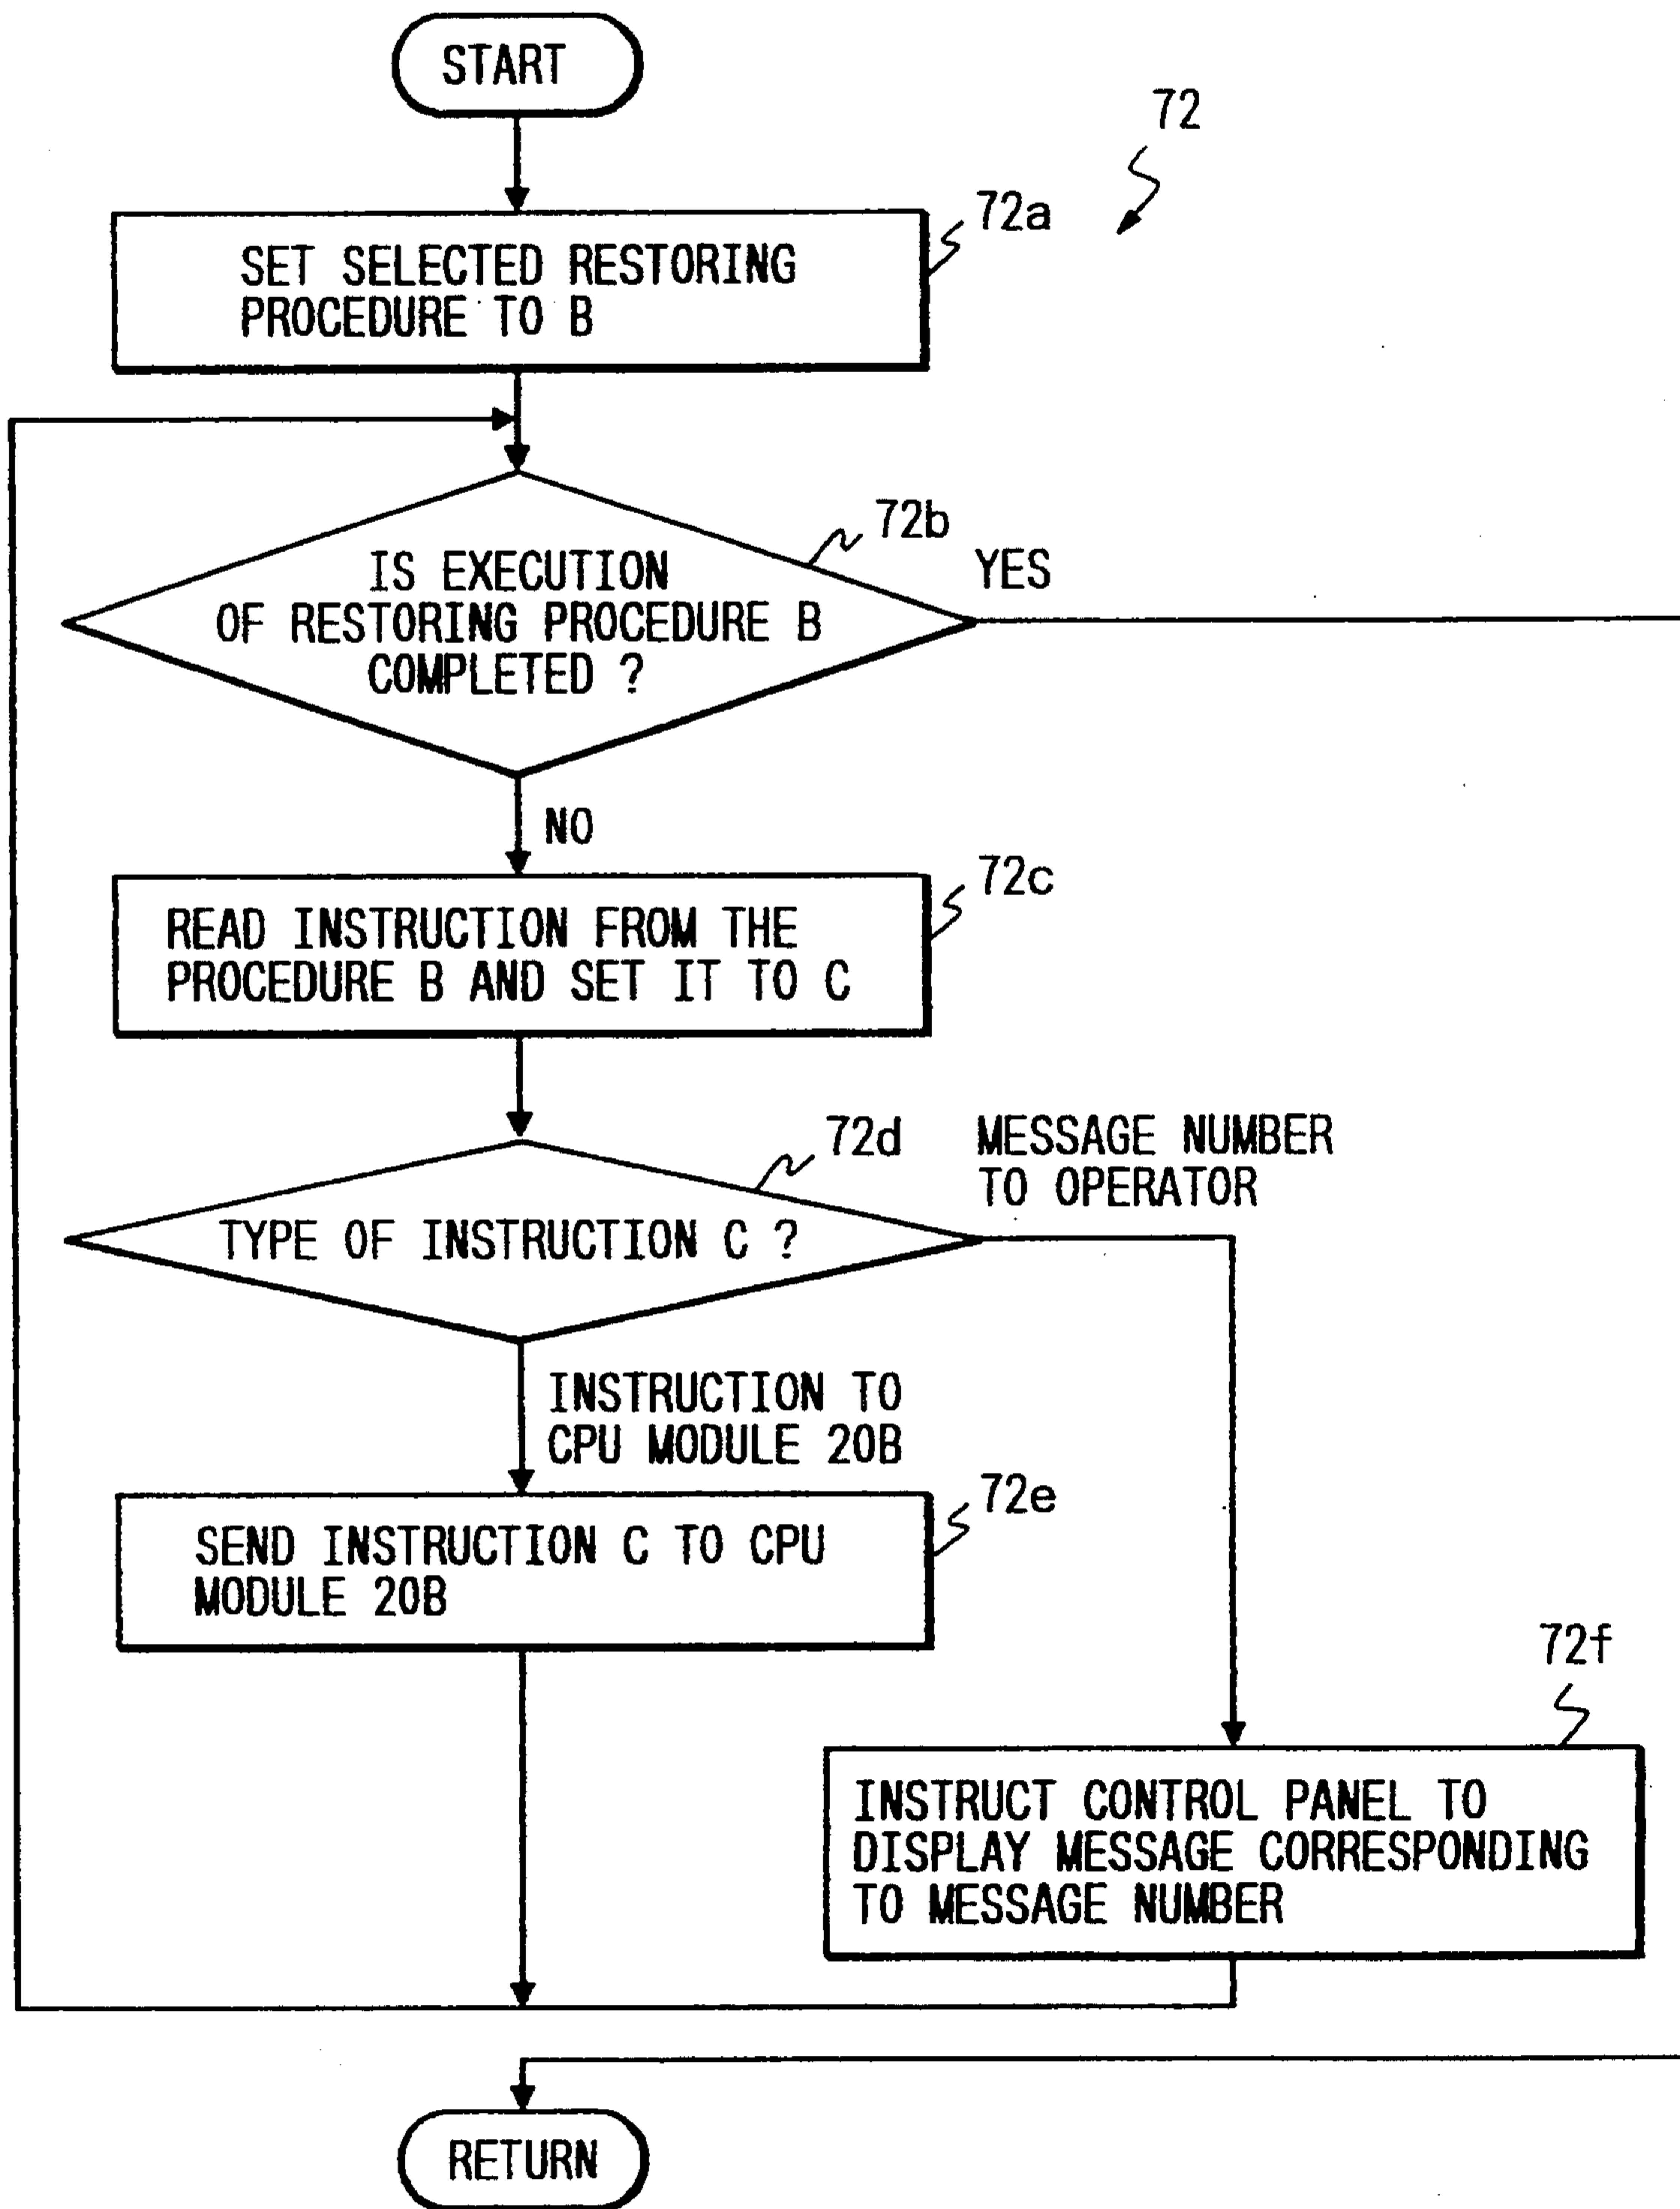 START
72
72a
SET SELECTED RESTORING
PROCEDURE TO B
72b
YES
IS EXECUTION
OF RESTORING PROCEDURE B
COMPLETED ?
NO
72c
READ INSTRUCTION FROM THE
PROCEDURE B AND SET IT TO C
72d
MESSAGE NUMBER
TO OPERATOR
TYPE OF INSTRUCTION C ?
INSTRUCTION TO
CPU MODULE 20B
72e
SEND INSTRUCTION C TO CPU
MODULE 20B
72f
INSTRUCT CONTROL PANEL TO
DISPLAY MESSAGE CORRESPONDING
TO MESSAGE NUMBER
RETURN